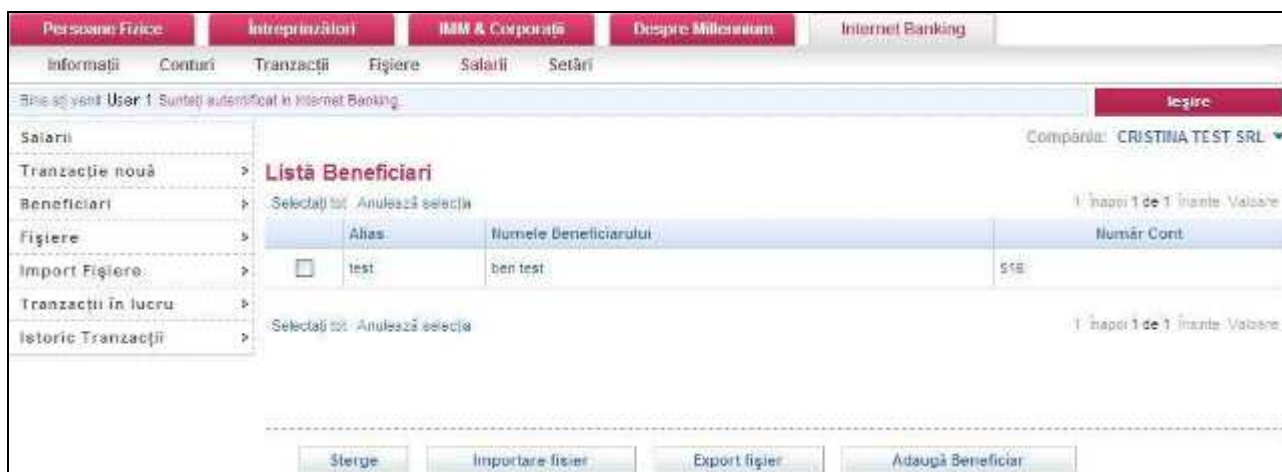 Persoane Fizice Întreprinzători IMM & Corporații Despre Millennium Internet Banking
Informații Conturi Tranzacții Fișiere Salarii Setări
Bine ați venit User 1 Sunteți autentificat în Internet Banking.
Ieșire
Salarii
Compania: CRISTINA TEST SRL
Tranzacție nouă >
Listă Beneficiari
Beneficiari >
Selectați tot Anulează selecția
1 Înapoi 1 de 1 Înainte Valoare
Fișiere >
Alias Numele Beneficiarului Număr Cont
Import Fișiere >
test ben test
Tranzacții în lucru >
Istoric Tranzacții >
Selectați tot Anulează selecția
1 Înapoi 1 de 1 Înainte Valoare
Șterge Importare fișier Export fișier Adaugă Beneficiar